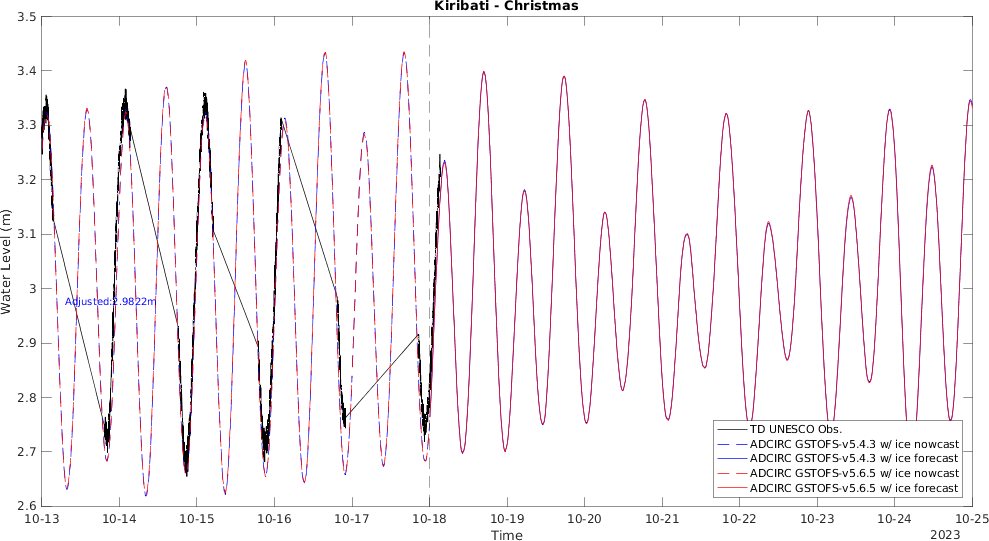 Kiribati - Christmas
3.5
3.4
3.3
3.2
3.1
3
2.9
2.8
2.7
2.6
Water Level (m)
Adjusted:2.9822m
TD UNESCO Obs.
ADCIRC GSTOFS-v5.4.3 w/ ice nowcast
ADCIRC GSTOFS-v5.4.3 w/ ice forecast
ADCIRC GSTOFS-v5.6.5 w/ ice nowcast
ADCIRC GSTOFS-v5.6.5 w/ ice forecast
10-13 10-14 10-15 10-16 10-17 10-18 10-19 10-20 10-21 10-22 10-23 10-24 10-25
Time
2023